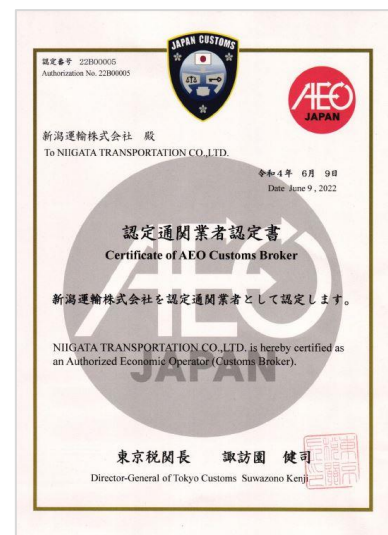 JAPAN CUSTOMS
認定番号 22B00005
Authorization No. 22B00005
AEO
JAPAN
新潟運輸株式会社 殿
To NIIGATA TRANSPORTATION CO.,LTD.
令和4年 6月 9日
Date June 9 , 2022
認定通関業者認定書
Certificate of AEO Customs Broker
新潟運輸株式会社を認定通関業者として認定します。
NIIGATA TRANSPORTATION CO.,LTD. is hereby certified as
an Authorized Economic Operator (Customs Broker).
AEO
JAPAN
東京税関長 諏訪園 健司
Director-General of Tokyo Customs Suwazono Kenji